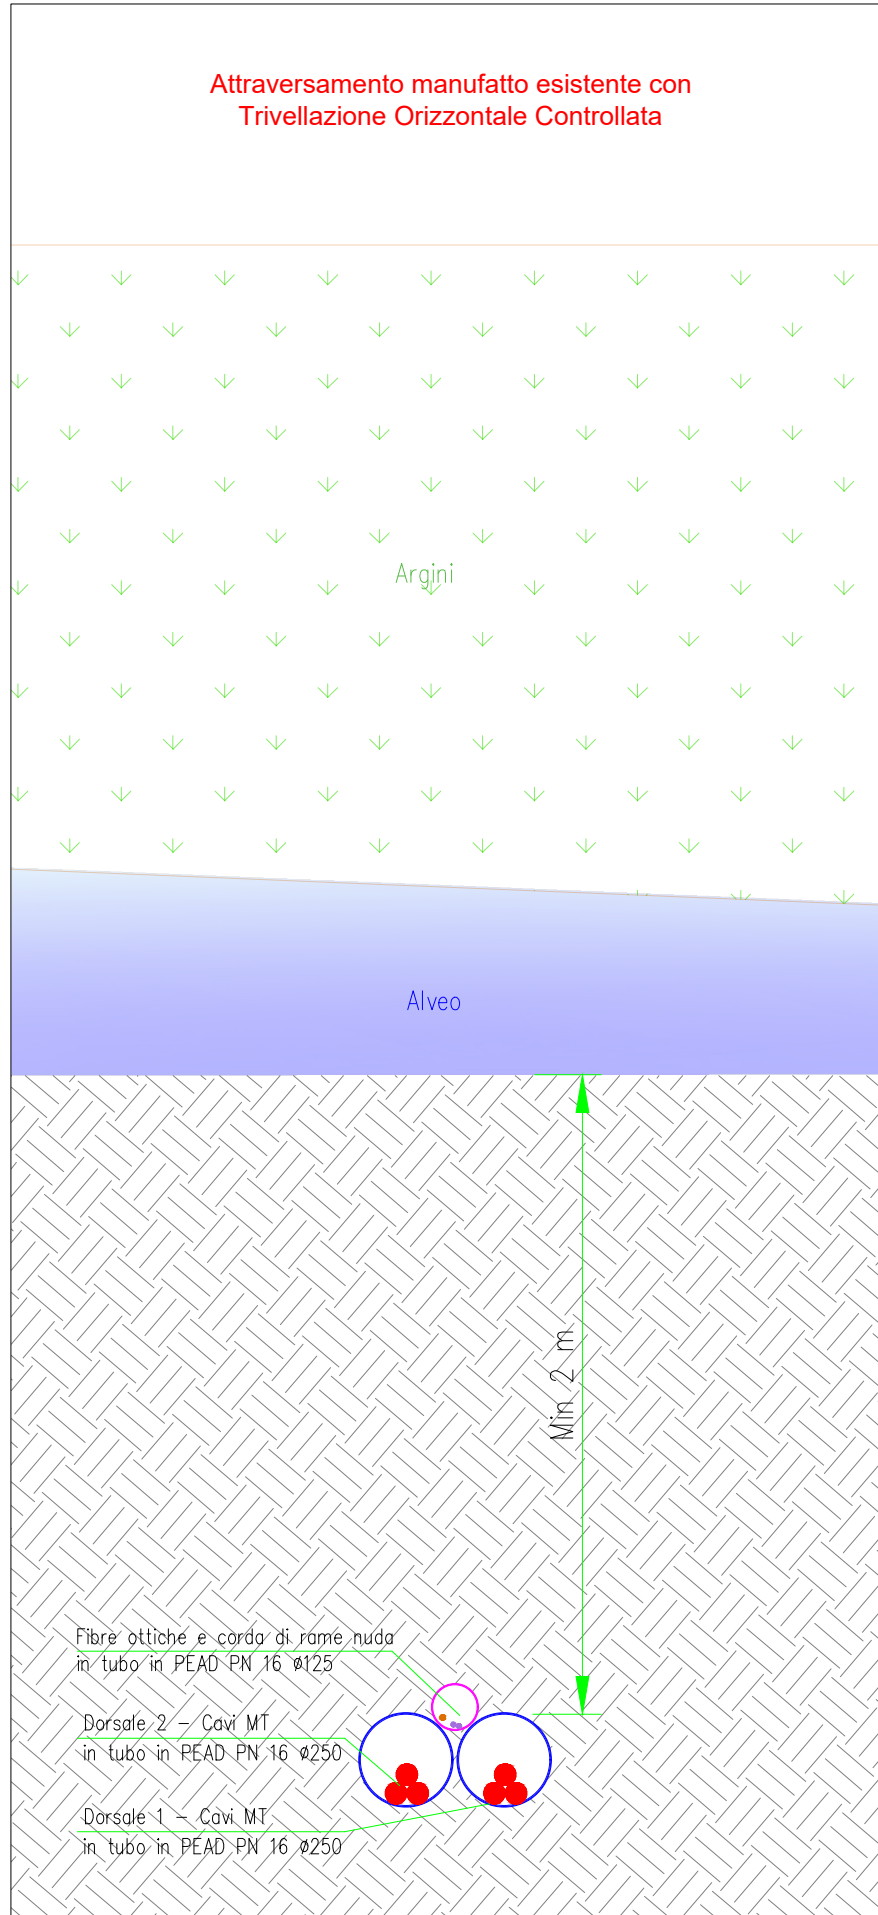 Attraversamento manufatto esistente con
Trivellazione Orizzontale Controllata
Argini
Alveo
Min 2 m
Fibre ottiche e corda di rame nuda
in tubo in PEAD PN 16 ø125
Dorsale 2 - Cavi MT
in tubo in PEAD PN 16 ø250
Dorsale 1 - Cavi MT
in tubo in PEAD PN 16 ø250